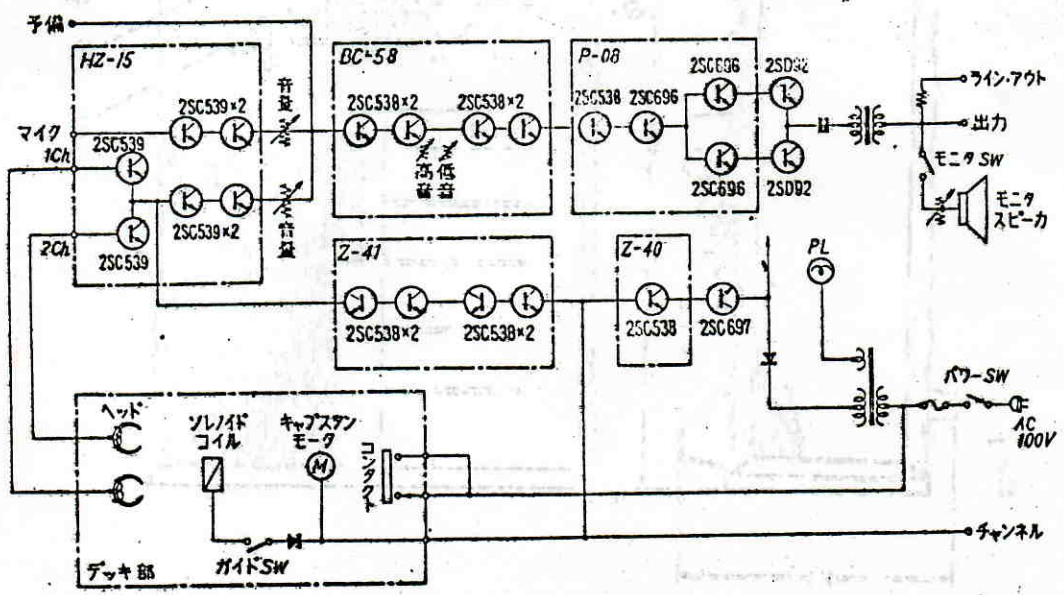 予備
HZ-15
BC-58
P-08
マイク
1Ch
2Ch
2SC539×2
2SC539
2SC539
2SC539×2
音量
音量
2SC538×2
2SC538×2
高音
低音
2SC538
2SC696
2SC696
2SC696
2SD92
2SD92
ライン・アウト
出力
モニタSW
モニタ
スピーカ
Z-41
2SC538×2
2SC538×2
Z-40
2SC538
2SC697
PL
パワーSW
AC
100V
ヘッド
ソレノイド
コイル
キャプスタン
モータ
M
コンタクト
ガイドSW
デッキ部
チャンネル